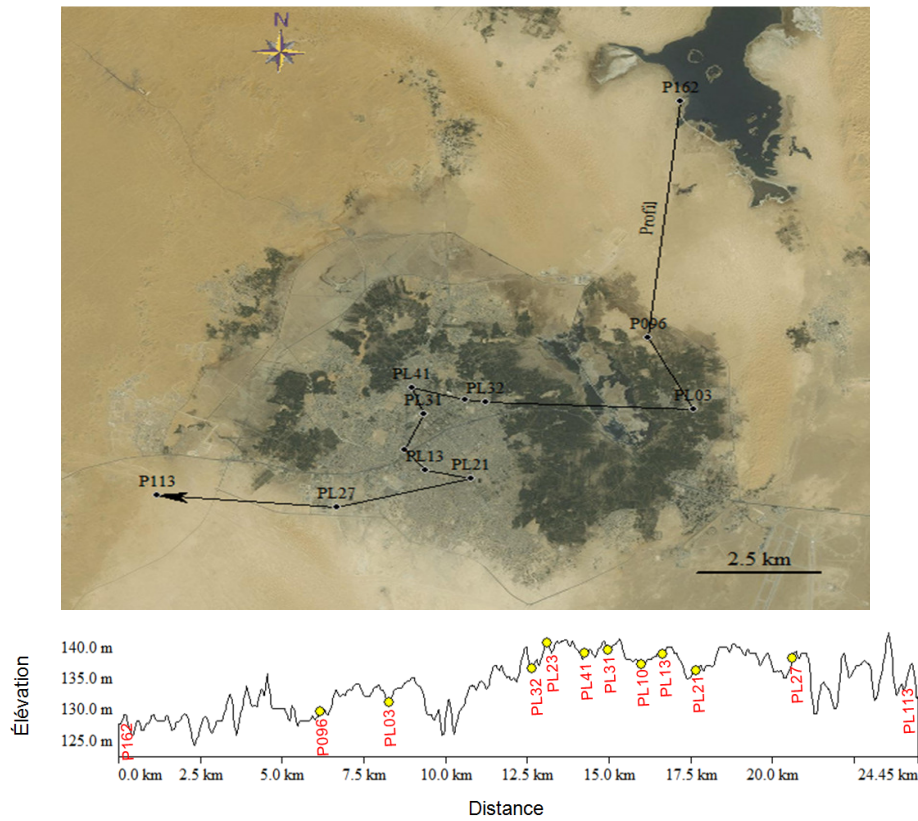 N
P162
Profil
P096
PL41
PL32
PL31
PL03
PL13
PL21
P113
PL27
2.5 km
Élévation
140.0 m
135.0 m
130.0 m
125.0 m
P162
P096
PL03
PL32
PL23
PL41
PL31
PL10
PL13
PL21
PL27
PL113
0.0 km 2.5 km 5.0 km 7.5 km 10.0 km 12.5 km 15.0 km 17.5 km 20.0 km 24.45 km
Distance